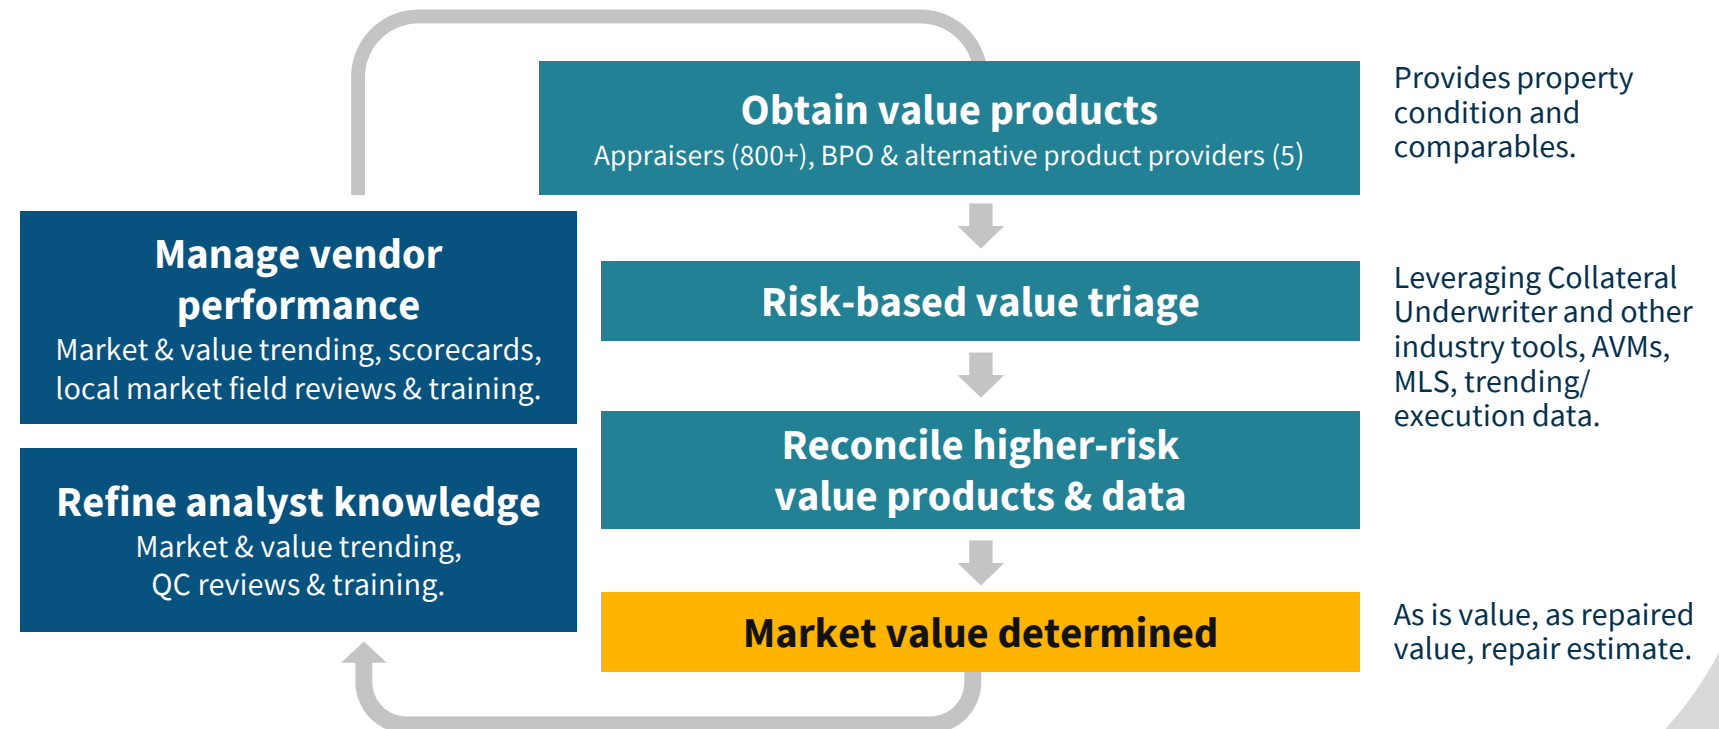 Obtain value products
Appraisers (800+), BPO & alternative product providers (5)
Provides property
condition and
comparables.
Manage vendor
performance
Market & value trending, scorecards,
local market field reviews & training.
Risk-based value triage
Leveraging Collateral
Underwriter and other
industry tools, AVMs,
MLS, trending/
execution data.
Reconcile higher-risk
value products & data
Refine analyst knowledge
Market & value trending,
QC reviews & training.
Market value determined
As is value, as repaired
value, repair estimate.